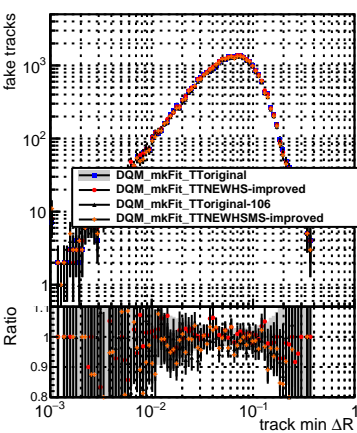 fake tracks
10³
10²
10
1
DQM_mkFit_TToriginal
DQM_mkFit_TTNEWHS-improved
DQM_mkFit_TToriginal-106
DQM_mkFit_TTNEWHSMS-improved
Ratio
1.1
1
0.9
0.8
10⁻³ 10⁻² 10⁻¹ 1
track min ΔR